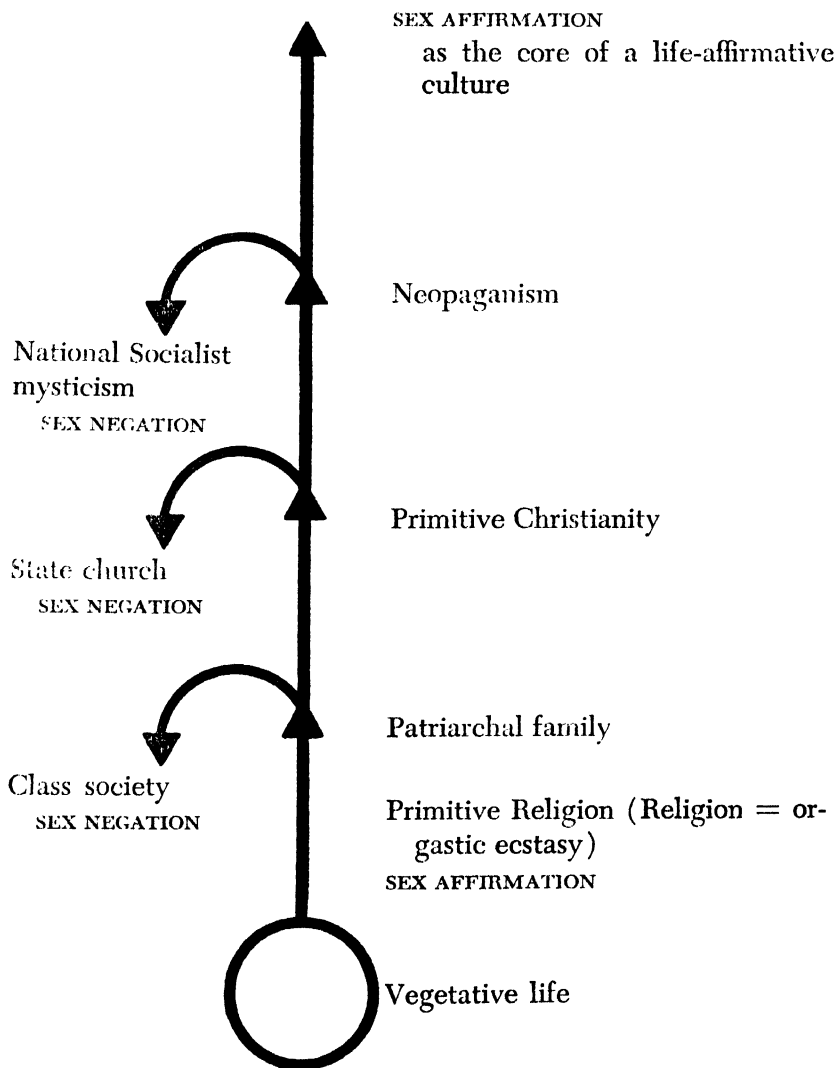 SEX AFFIRMATION
as the core of a life-affirmative
culture
Neopaganism
National Socialist
mysticism
SEX NEGATION
Primitive Christianity
State church
SEX NEGATION
Patriarchal family
Class society
SEX NEGATION
Primitive Religion (Religion = or-
gastic ecstasy)
SEX AFFIRMATION
Vegetative life